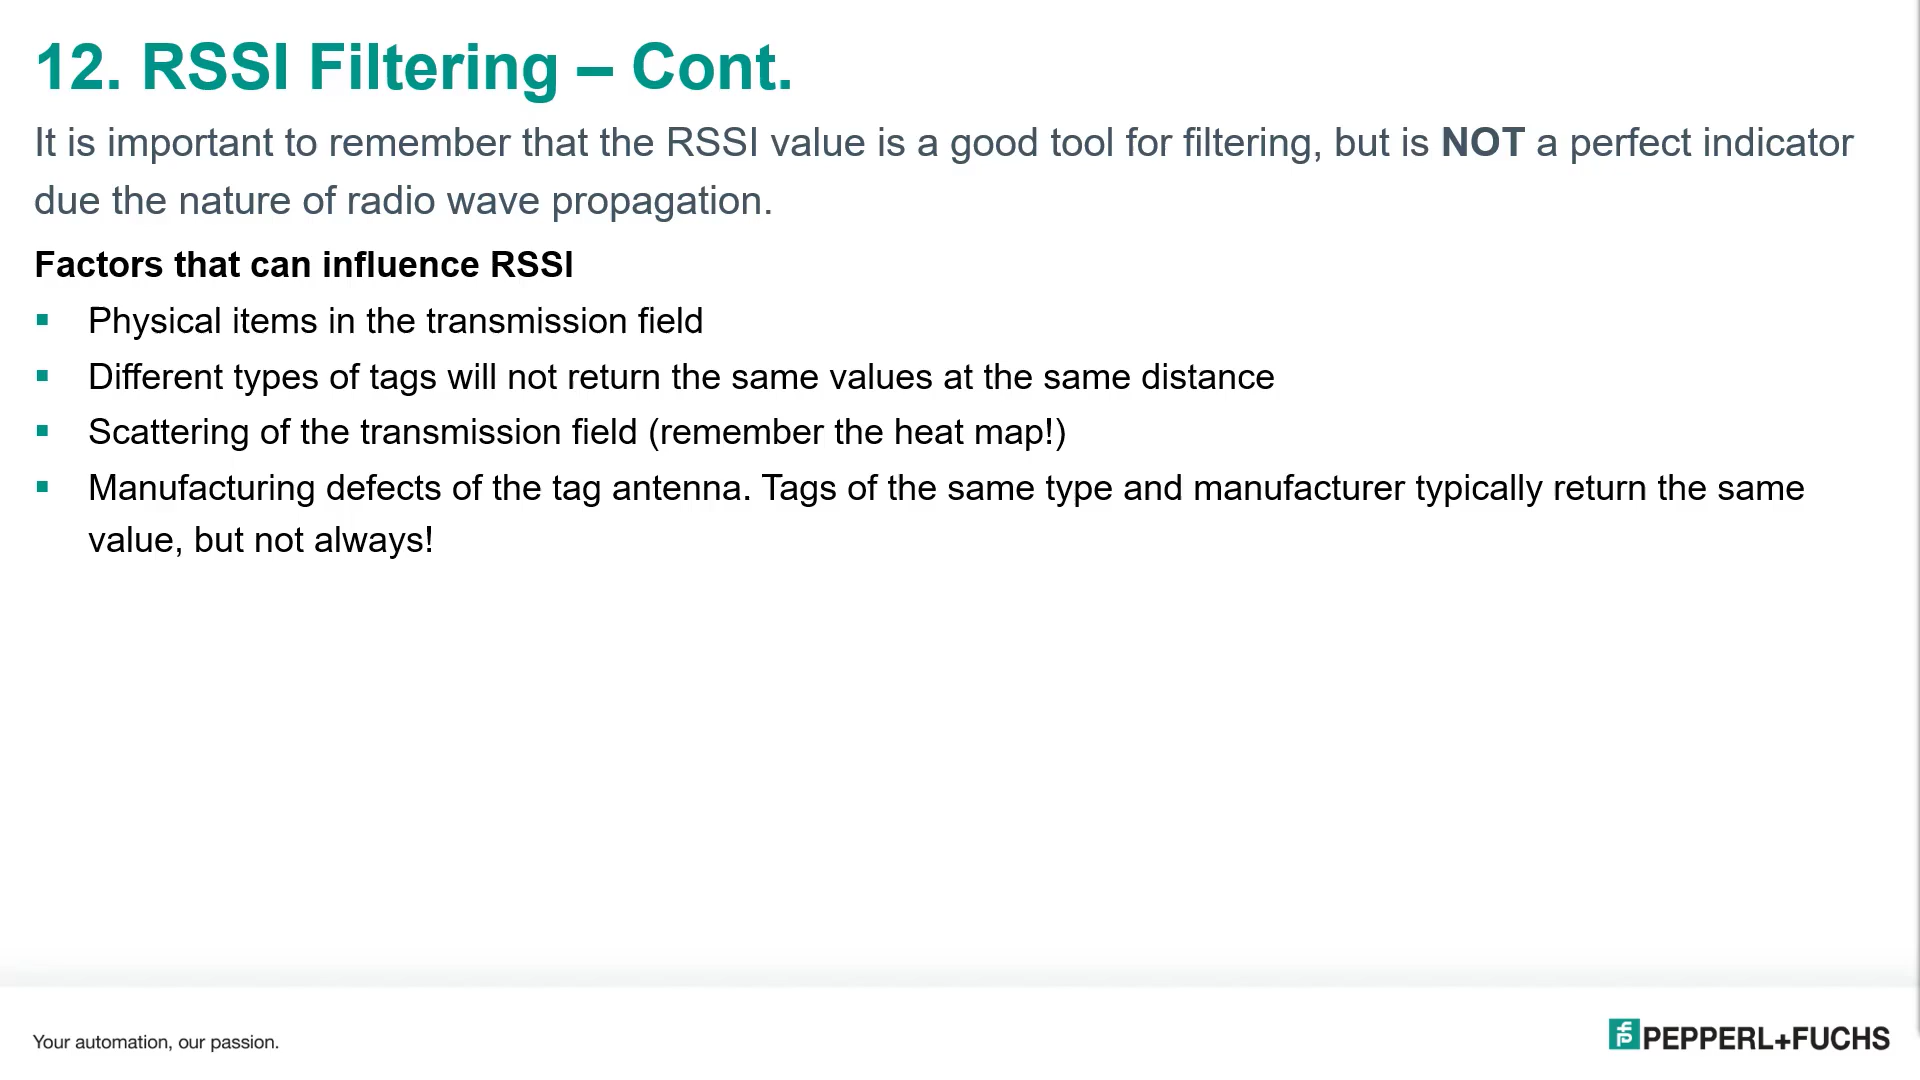 12. RSSI Filtering – Cont.
It is important to remember that the RSSI value is a good tool for filtering, but is NOT a perfect indicator
due the nature of radio wave propagation.
Factors that can influence RSSI
▪ Physical items in the transmission field
▪ Different types of tags will not return the same values at the same distance
▪ Scattering of the transmission field (remember the heat map!)
▪ Manufacturing defects of the tag antenna. Tags of the same type and manufacturer typically return the same
value, but not always!
Your automation, our passion.
PEPPERL+FUCHS